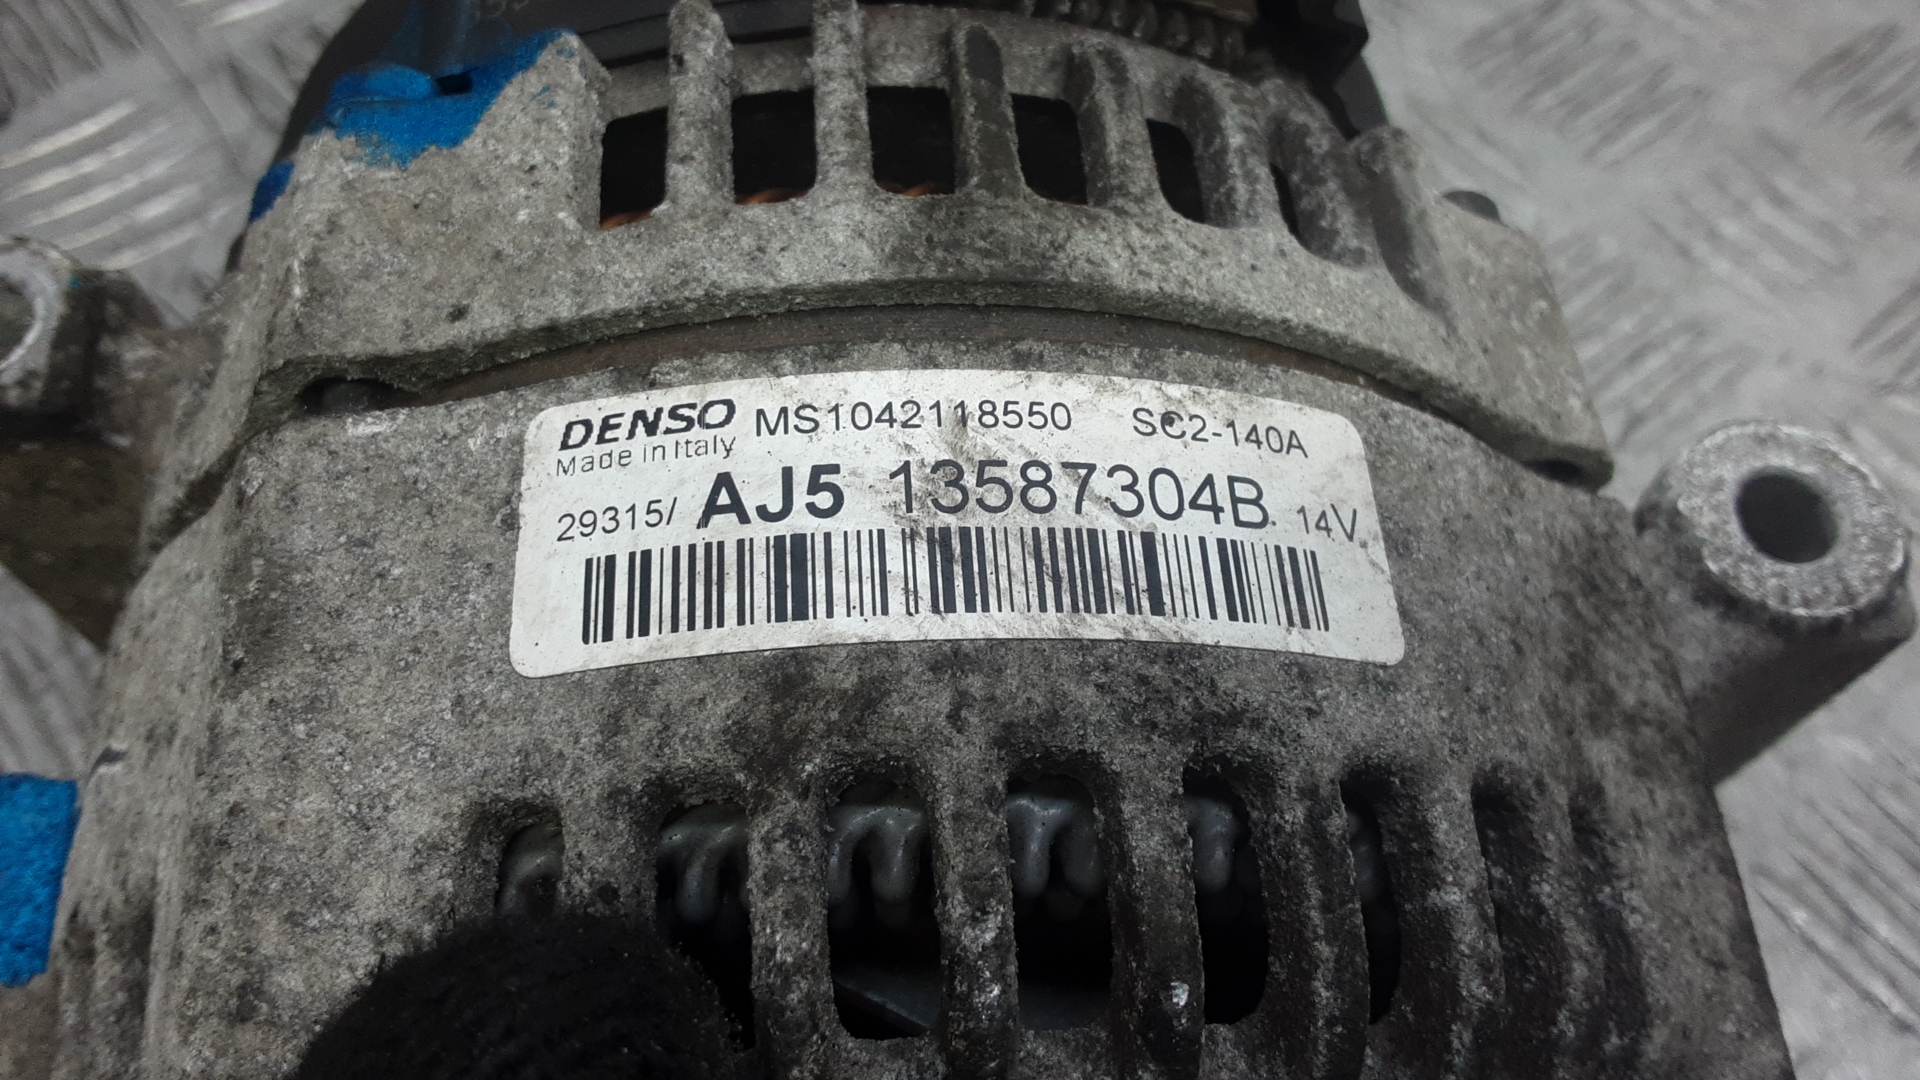 DENSO MS1042118550 SC2-140A
Made in Italy
29315/ AJ5 13587304B 14V